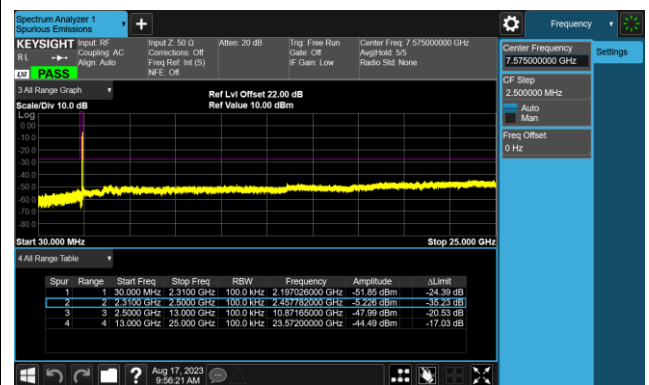 Spectrum Analyzer 1
Spurious Emissions
+
Frequency
KEYSIGHT
Input: RF
Input Z: 50 Ω
Atten: 20 dB
Trig: Free Run
Center Freq: 7.575000000 GHz
R L
Coupling: AC
Corrections: Off
Gate: Off
Avg|Hold: 5/5
Align: Auto
Freq Ref: Int (S)
IF Gain: Low
Radio Std: None
LXI
PASS
NFE: Off
Center Frequency
7.575000000 GHz
Settings
CF Step
2.500000 MHz
Auto
Man
Freq Offset
0 Hz
3 All Range Graph
Ref Lvl Offset 22.00 dB
Scale/Div 10.0 dB
Ref Value 10.00 dBm
Log
0.00
-10.0
-20.0
-30.0
-40.0
-50.0
-60.0
-70.0
-80.0
Start 30.000 MHz
Stop 25.000 GHz
4 All Range Table
Spur Range Start Freq Stop Freq RBW Frequency Amplitude ΔLimit
1 1 30.000 MHz 2.3100 GHz 100.0 kHz 2.197026000 GHz -51.85 dBm -24.39 dB
2 2 2.3100 GHz 2.5000 GHz 100.0 kHz 2.457782000 GHz -5.226 dBm -35.23 dB
3 3 2.5000 GHz 13.000 GHz 100.0 kHz 10.87165000 GHz -47.99 dBm -20.53 dB
4 4 13.000 GHz 25.000 GHz 100.0 kHz 23.57200000 GHz -44.49 dBm -17.03 dB
?
Aug 17, 2023
9:56:21 AM